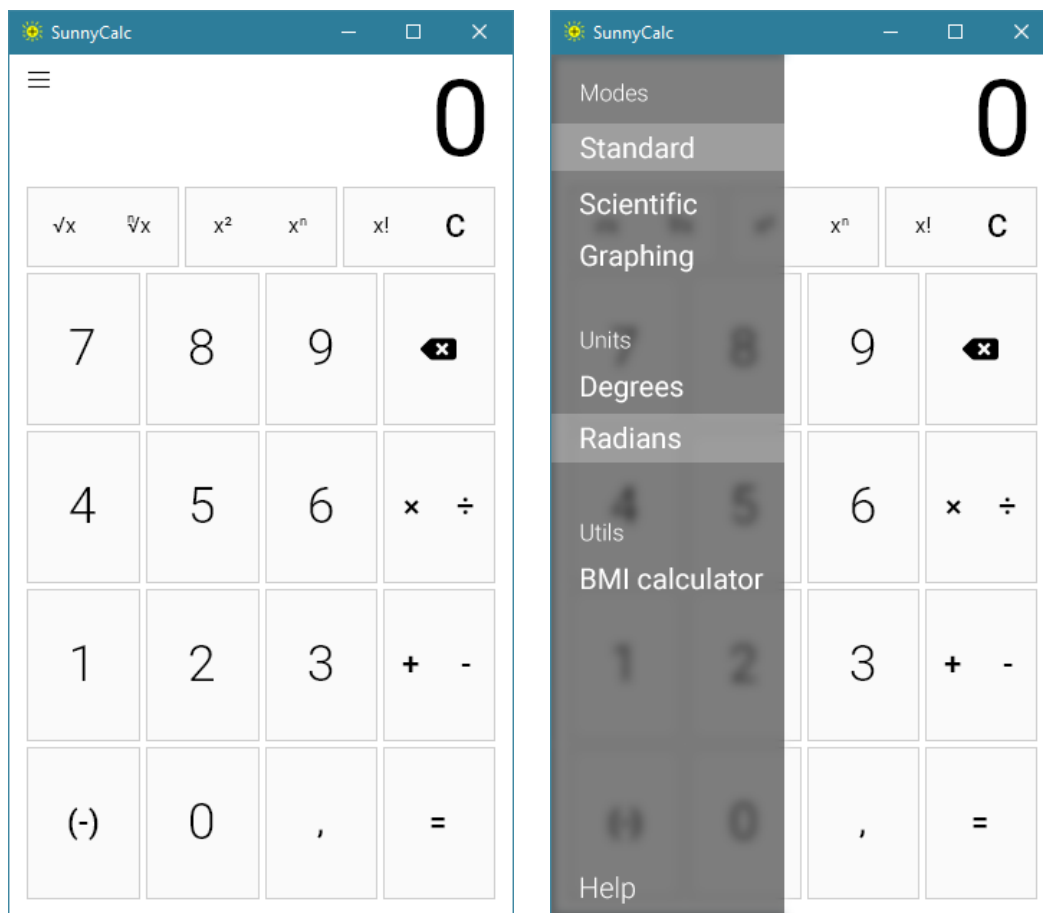 SunnyCalc
0
√x ⁿ√x x² xⁿ x! C
7 8 9
4 5 6 × ÷
1 2 3 + -
(-) 0 , =
SunnyCalc
0
Modes
Standard
Scientific
Graphing
Units
Degrees
Radians
Utils
BMI calculator
Help
xⁿ x! C
9
6 × ÷
3 + -
, =